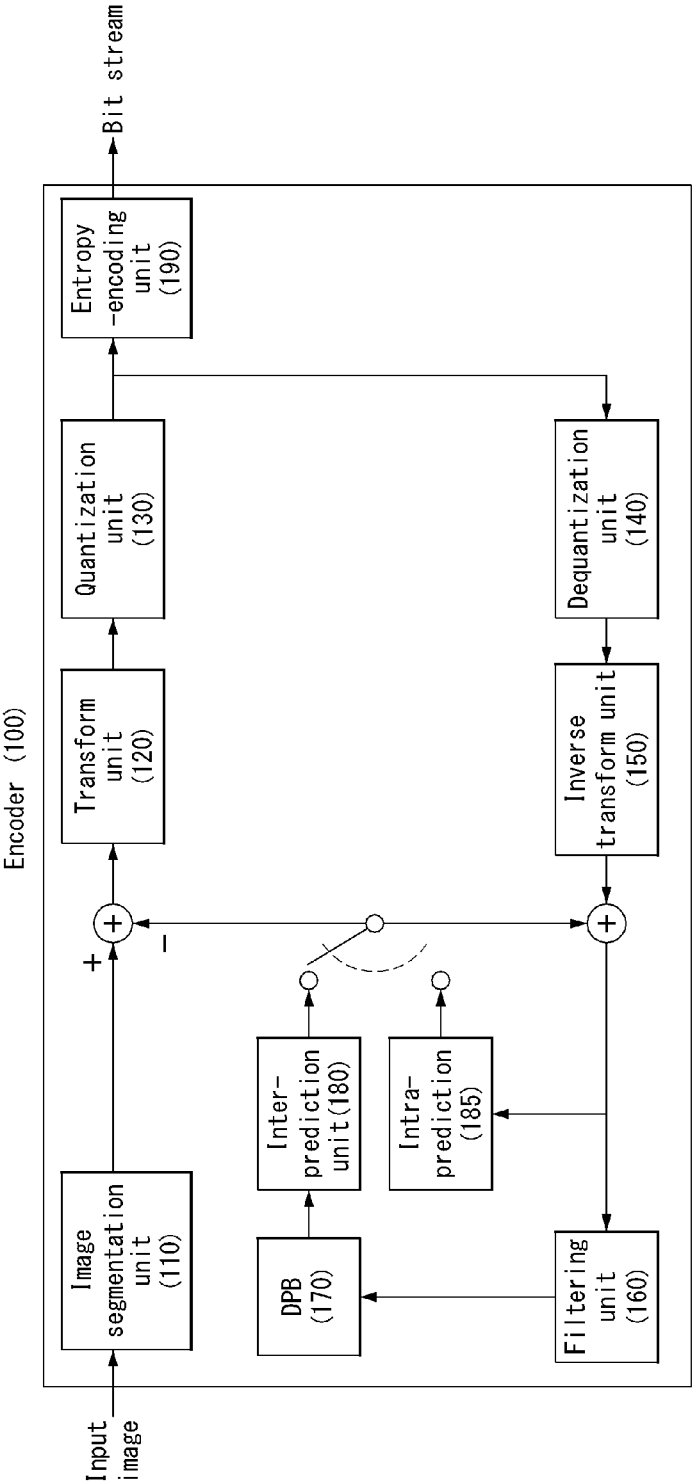 Encoder (100)
Input
image
Image
segmentation
unit
(110)
+
+
−
Transform
unit
(120)
Quantization
unit
(130)
Entropy
-encoding
unit
(190)
Bit stream
DPB
(170)
Inter-
prediction
unit(180)
Intra-
prediction
(185)
Filtering
unit
(160)
+
Inverse
transform unit
(150)
Dequantization
unit
(140)